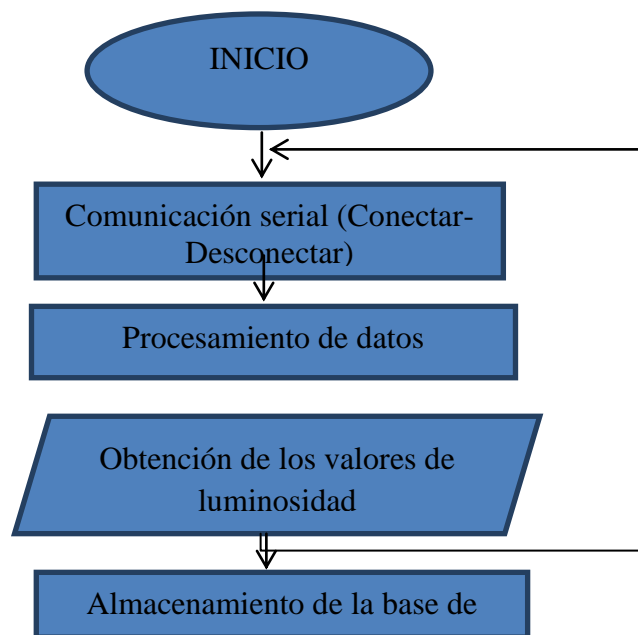 INICIO
Comunicación serial (Conectar-
Desconectar)
Procesamiento de datos
Obtención de los valores de
luminosidad
Almacenamiento de la base de